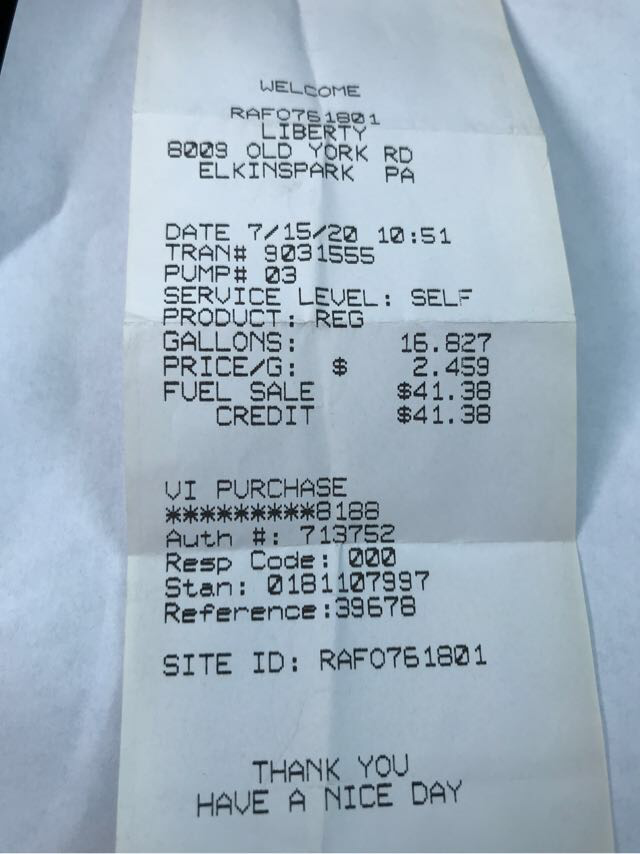 WELCOME
RAFO761801
LIBERTY
8009 OLD YORK RD
ELKINSPARK PA
DATE 7/15/20 10:51
TRAN# 9031555
PUMP# 03
SERVICE LEVEL: SELF
PRODUCT: REG
GALLONS: 16.827
PRICE/G: $ 2.459
FUEL SALE $41.38
CREDIT $41.38
VI PURCHASE
*********8188
Auth #: 713752
Resp Code: 000
Stan: 0181107997
Reference:39678
SITE ID: RAFO761801
THANK YOU
HAVE A NICE DAY